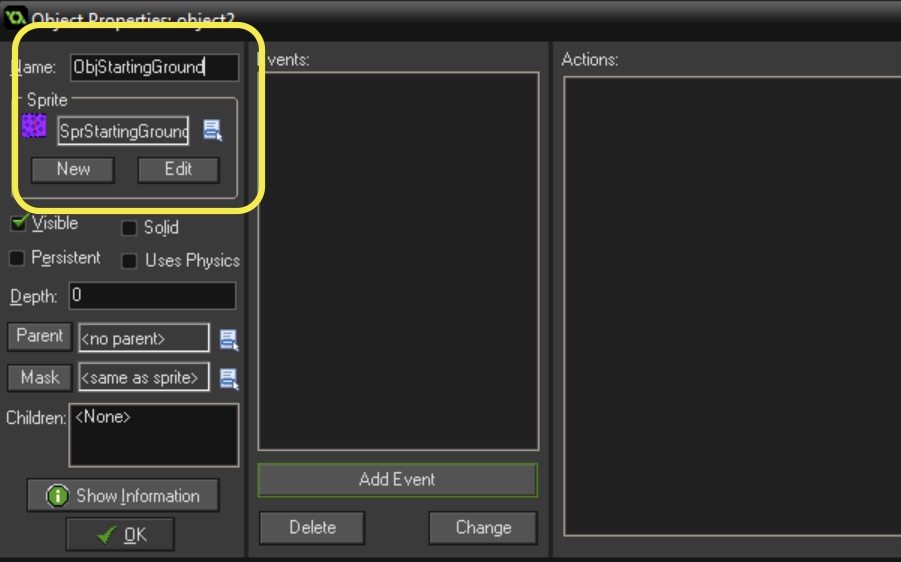 Object Properties: object2
Name: ObjStartingGround
Sprite
SprStartingGround
New Edit
Visible Solid
Persistent Uses Physics
Depth: 0
Parent <no parent>
Mask <same as sprite>
Children: <None>
Show Information
OK
Events:
Add Event
Delete Change
Actions: